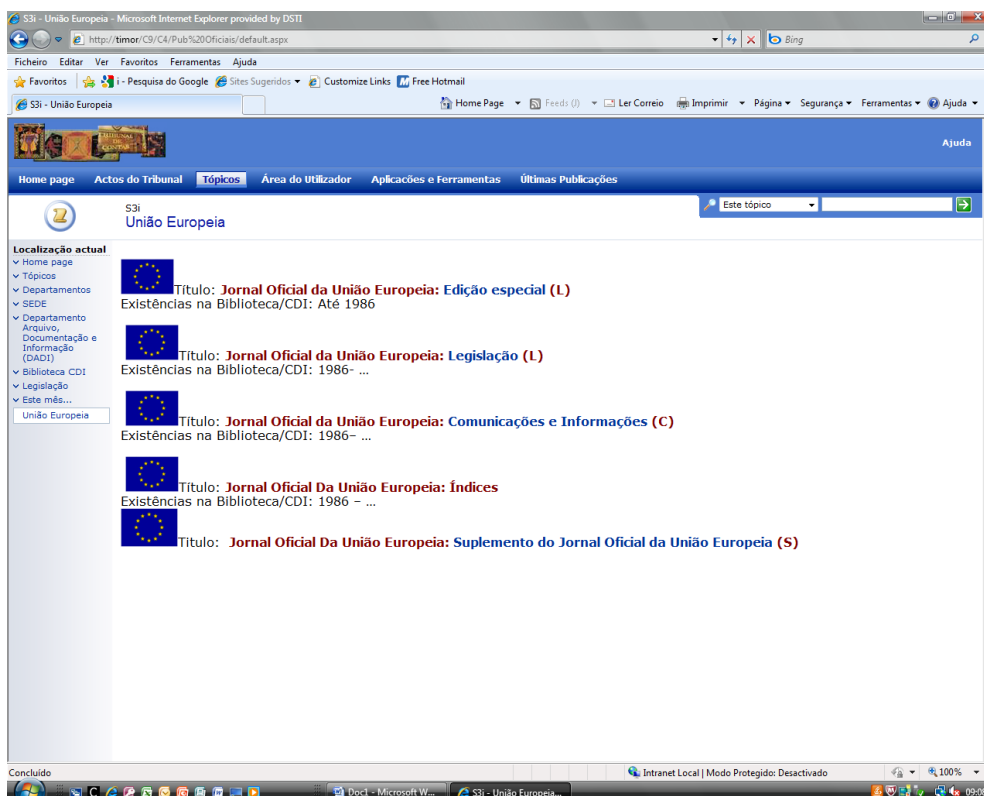 S3i - União Europeia - Microsoft Internet Explorer provided by DSTI
http://timor/C9/C4/Pub%20Oficiais/default.aspx
Bing
Ficheiro Editar Ver Favoritos Ferramentas Ajuda
Favoritos i - Pesquisa do Google Sites Sugeridos Customize Links Free Hotmail
S3i - União Europeia
Home Page Feeds (J) Ler Correio Imprimir Página Segurança Ferramentas Ajuda
TRIBUNAL
DE
CONTAS
Ajuda
Home page Actos do Tribunal Tópicos Área do Utilizador Aplicacões e Ferramentas Últimas Publicações
S3i
União Europeia
Este tópico
Localização actual
Home page
Tópicos
Departamentos
SEDE
Departamento
Arquivo,
Documentação e
Informação
(DADI)
Biblioteca CDI
Legislação
Este mês...
União Europeia
Título: Jornal Oficial da União Europeia: Edição especial (L)
Existências na Biblioteca/CDI: Até 1986
Título: Jornal Oficial da União Europeia: Legislação (L)
Existências na Biblioteca/CDI: 1986- ...
Título: Jornal Oficial da União Europeia: Comunicações e Informações (C)
Existências na Biblioteca/CDI: 1986– ...
Título: Jornal Oficial Da União Europeia: Índices
Existências na Biblioteca/CDI: 1986 – ...
Titulo: Jornal Oficial Da União Europeia: Suplemento do Jornal Oficial da União Europeia (S)
Concluído
Intranet Local | Modo Protegido: Desactivado
100%
Doc1 - Microsoft W...
S3i - União Europeia...
09:08